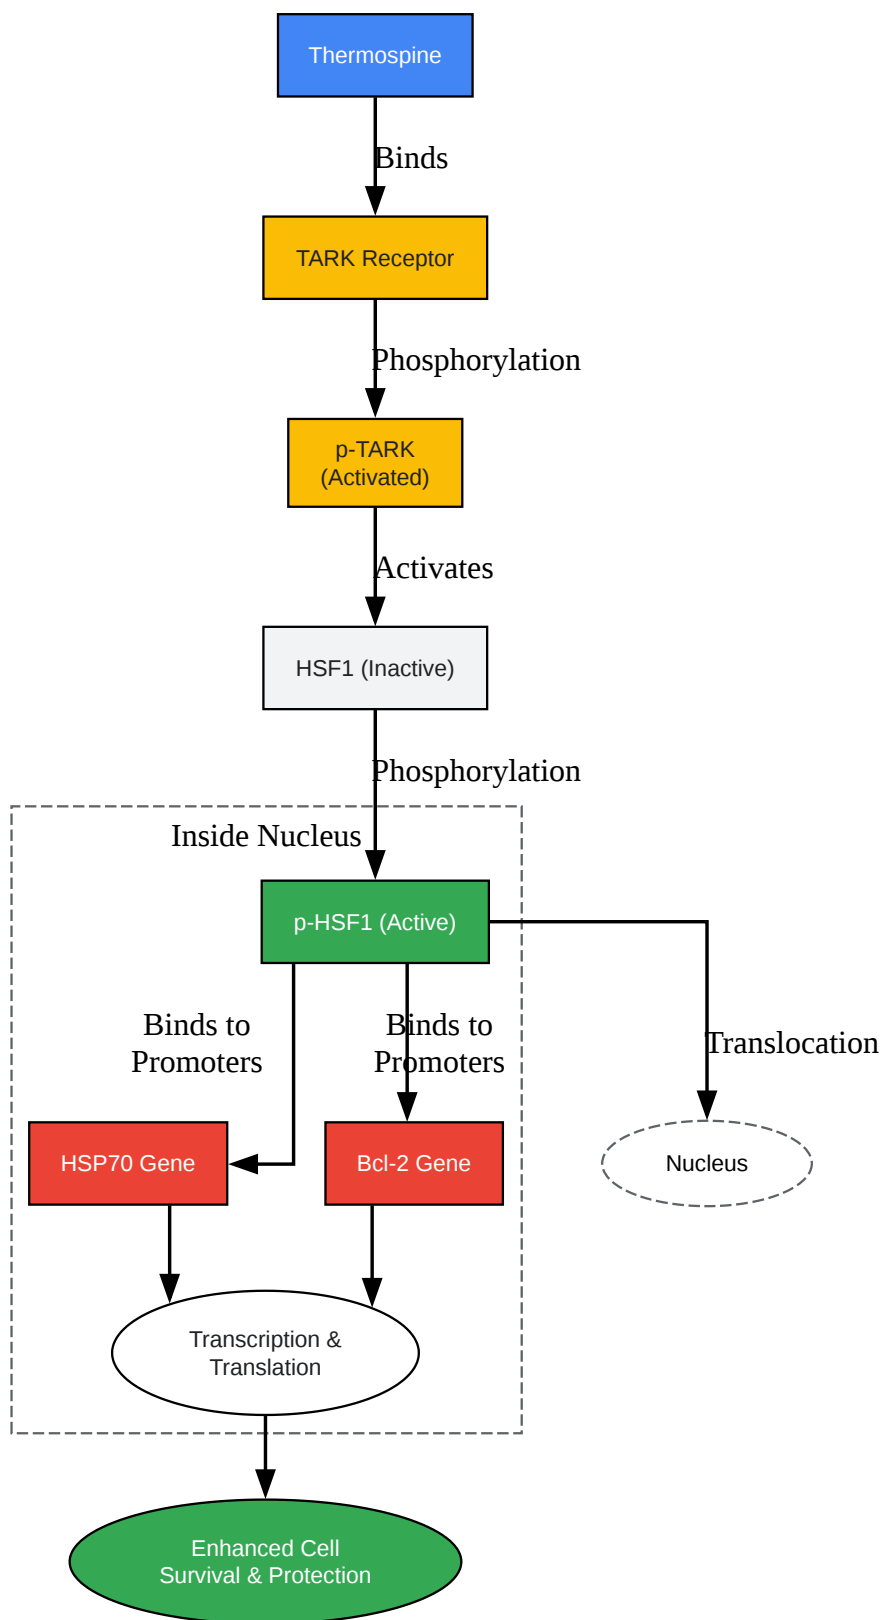 Thermospine
Binds
TARK Receptor
Phosphorylation
p-TARK
(Activated)
Activates
HSF1 (Inactive)
Phosphorylation
Inside Nucleus
p-HSF1 (Active)
Binds to
Promoters
Binds to
Promoters
Translocation
HSP70 Gene
Bcl-2 Gene
Nucleus
Transcription &
Translation
Enhanced Cell
Survival & Protection